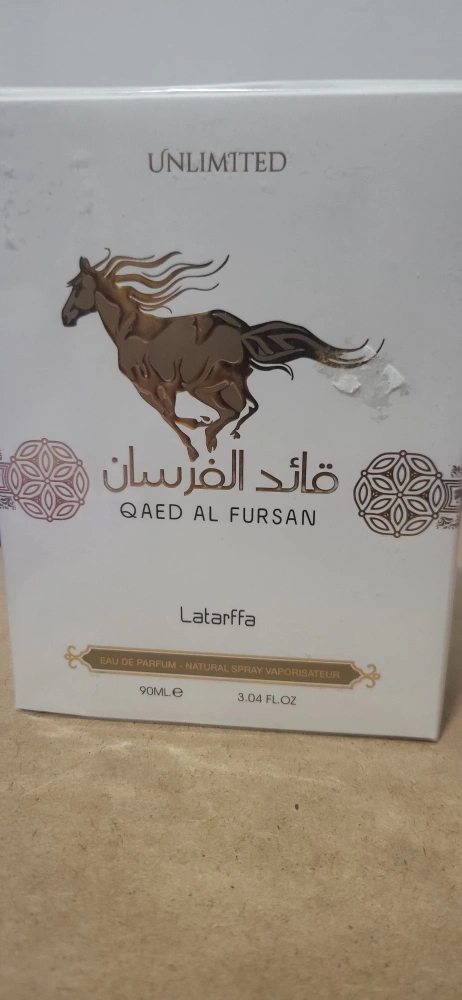 UNLIMITED
قائد الفرسان
QAED AL FURSAN
Latarffa
EAU DE PARFUM - NATURAL SPRAY VAPORISATEUR
90ML.e 3.04 FL.OZ